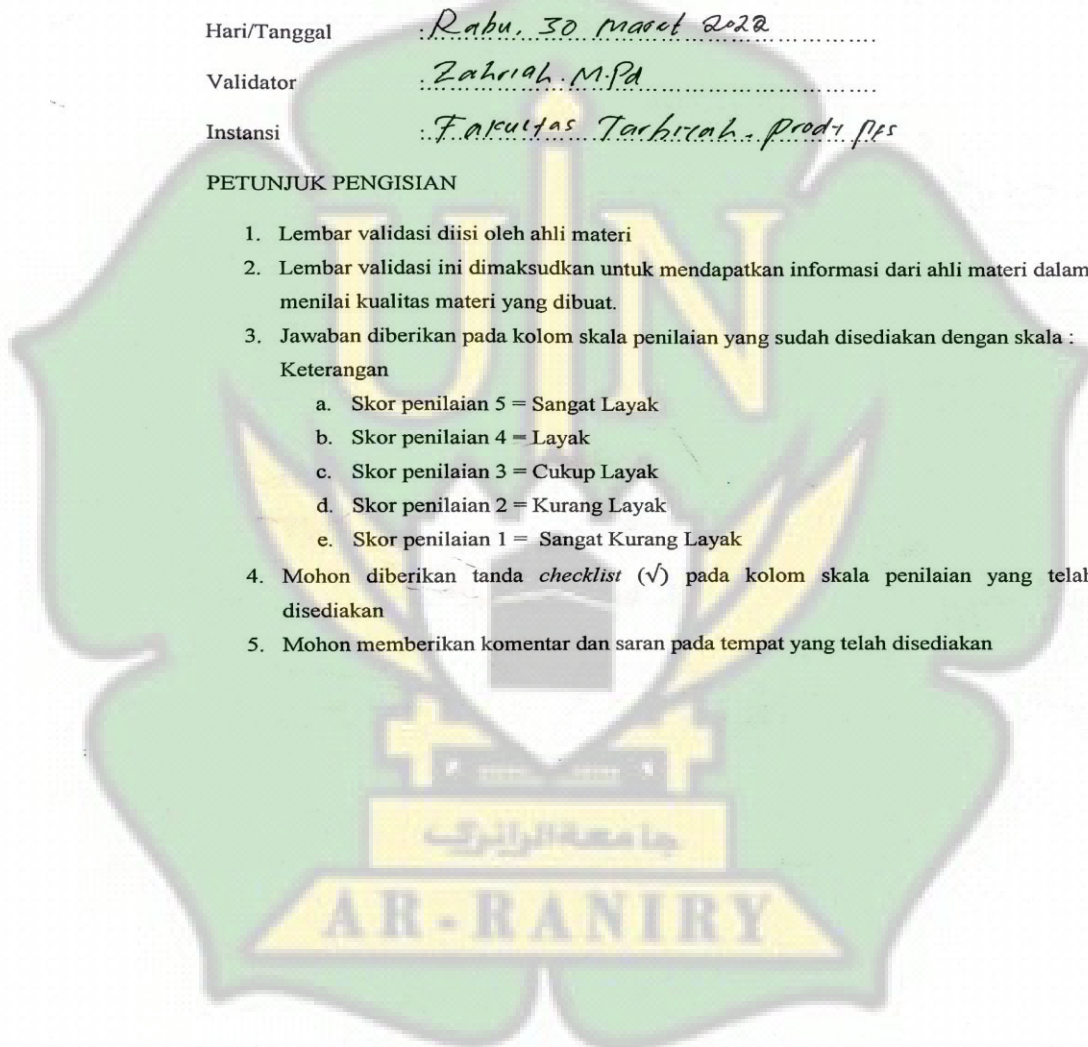 Hari/Tanggal : Rabu, 30 Maret 2022
Validator : Zahriah. M.Pd
Instansi : Fakultas Tarbiyah - Prodi
PETUNJUK PENGISIAN
1. Lembar validasi diisi oleh ahli materi
2. Lembar validasi ini dimaksudkan untuk mendapatkan informasi dari ahli materi dalam
menilai kualitas materi yang dibuat.
3. Jawaban diberikan pada kolom skala penilaian yang sudah disediakan dengan skala :
Keterangan
a. Skor penilaian 5 = Sangat Layak
b. Skor penilaian 4 = Layak
c. Skor penilaian 3 = Cukup Layak
d. Skor penilaian 2 = Kurang Layak
e. Skor penilaian 1 = Sangat Kurang Layak
4. Mohon diberikan tanda checklist (√) pada kolom skala penilaian yang telah
disediakan
5. Mohon memberikan komentar dan saran pada tempat yang telah disediakan
UIN
جامعة الرانري
AR-RANIRY